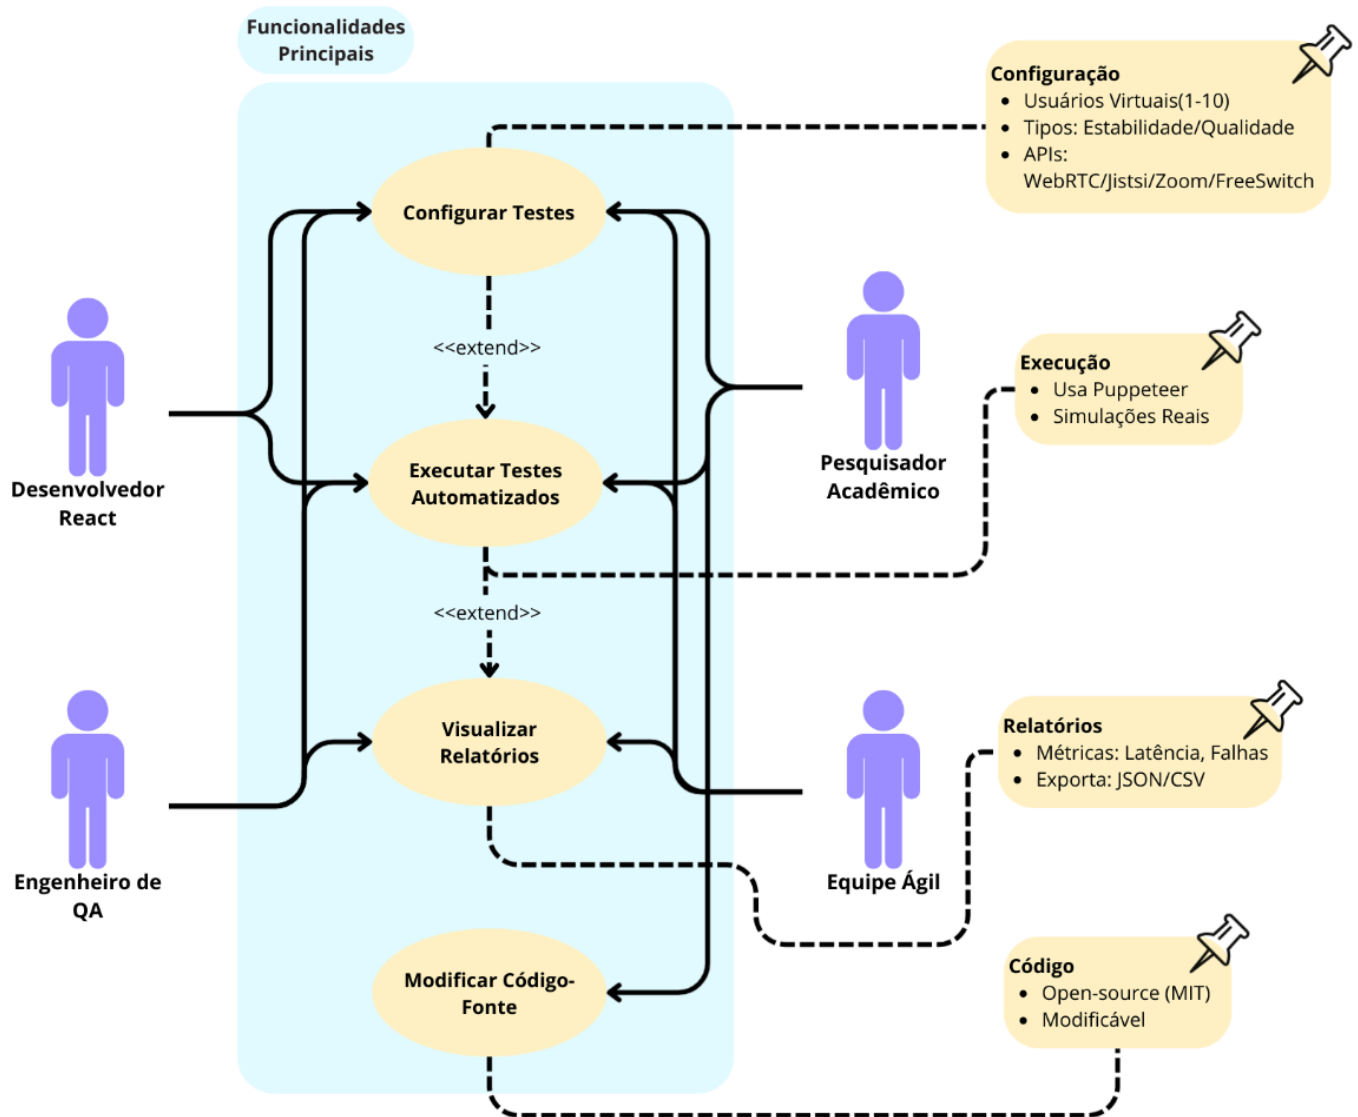 Funcionalidades
Principais
Configuração
• Usuários Virtuais(1-10)
• Tipos: Estabilidade/Qualidade
• APIs:
WebRTC/Jistsi/Zoom/FreeSwitch
Configurar Testes
<<extend>>
Execução
• Usa Puppeteer
• Simulações Reais
Desenvolvedor
React
Executar Testes
Automatizados
Pesquisador
Acadêmico
<<extend>>
Visualizar
Relatórios
Relatórios
• Métricas: Latência, Falhas
• Exporta: JSON/CSV
Engenheiro de
QA
Equipe Ágil
Modificar Código-
Fonte
Código
• Open-source (MIT)
• Modificável